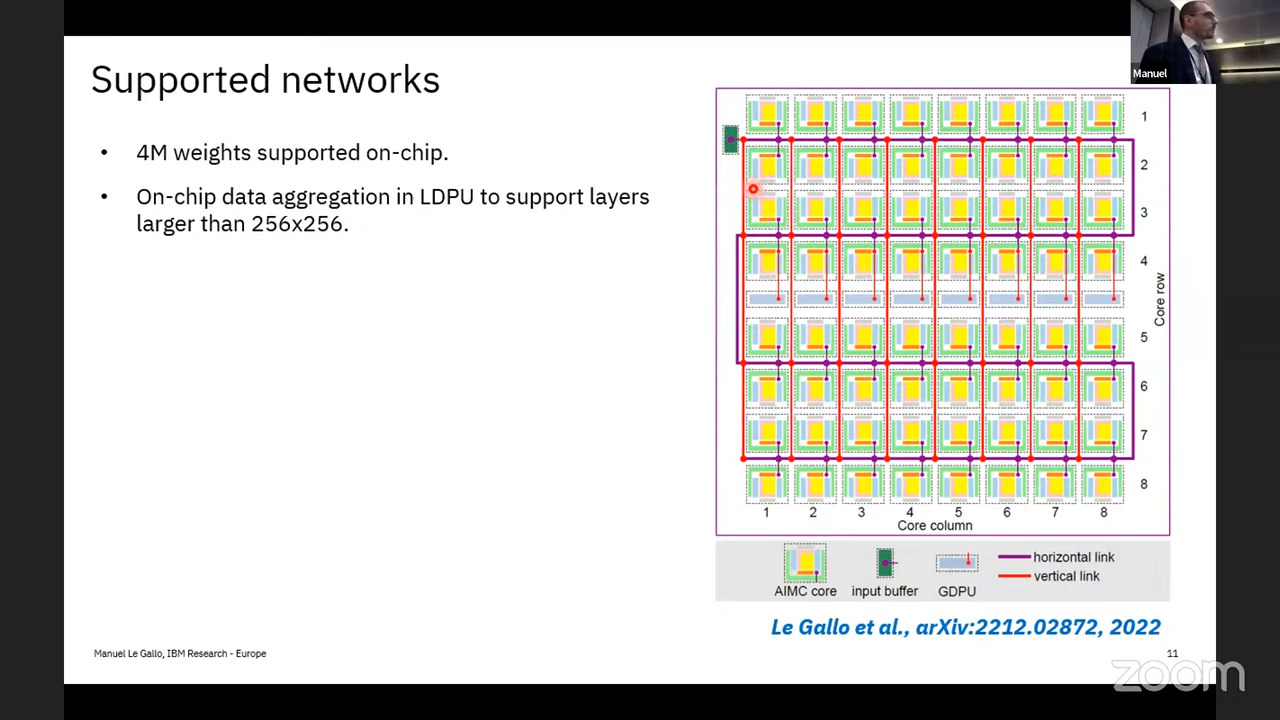 Manuel
Supported networks
• 4M weights supported on-chip.
• On-chip data aggregation in LDPU to support layers
larger than 256x256.
1
2
3
4
5
6
7
8
Core row
1 2 3 4 5 6 7 8
Core column
AIMC core
input buffer
GDPU
horizontal link
vertical link
Le Gallo et al., arXiv:2212.02872, 2022
Manuel Le Gallo, IBM Research - Europe
11
zoom